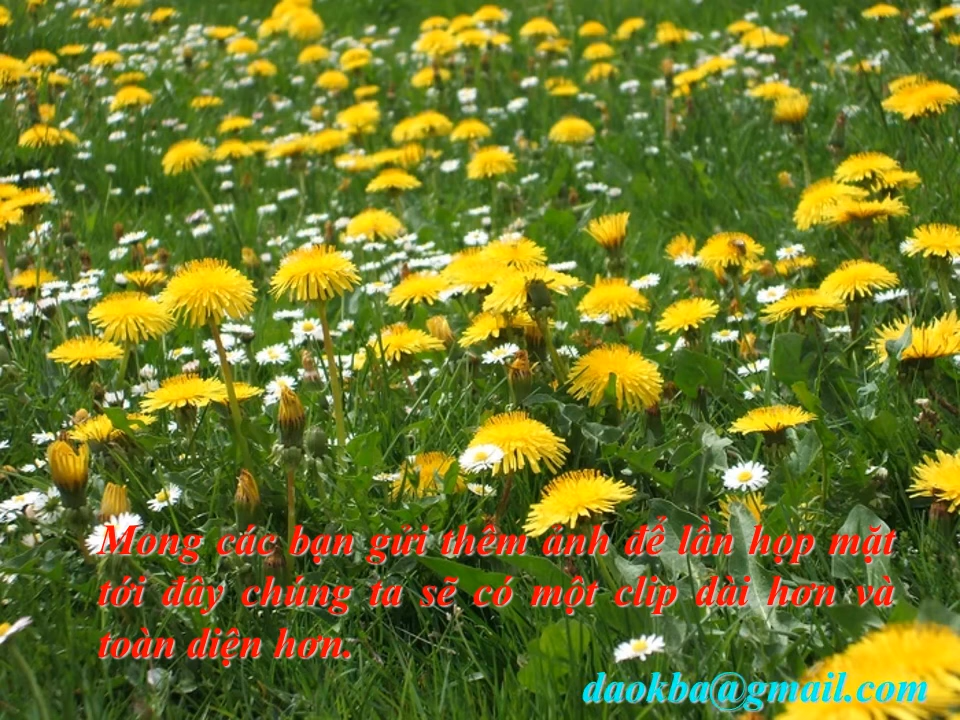 Mong các bạn gửi thêm ảnh để lần họp mặt
tới đây chúng ta sẽ có một clip dài hơn và
toàn diện hơn.
daokba@gmail.com